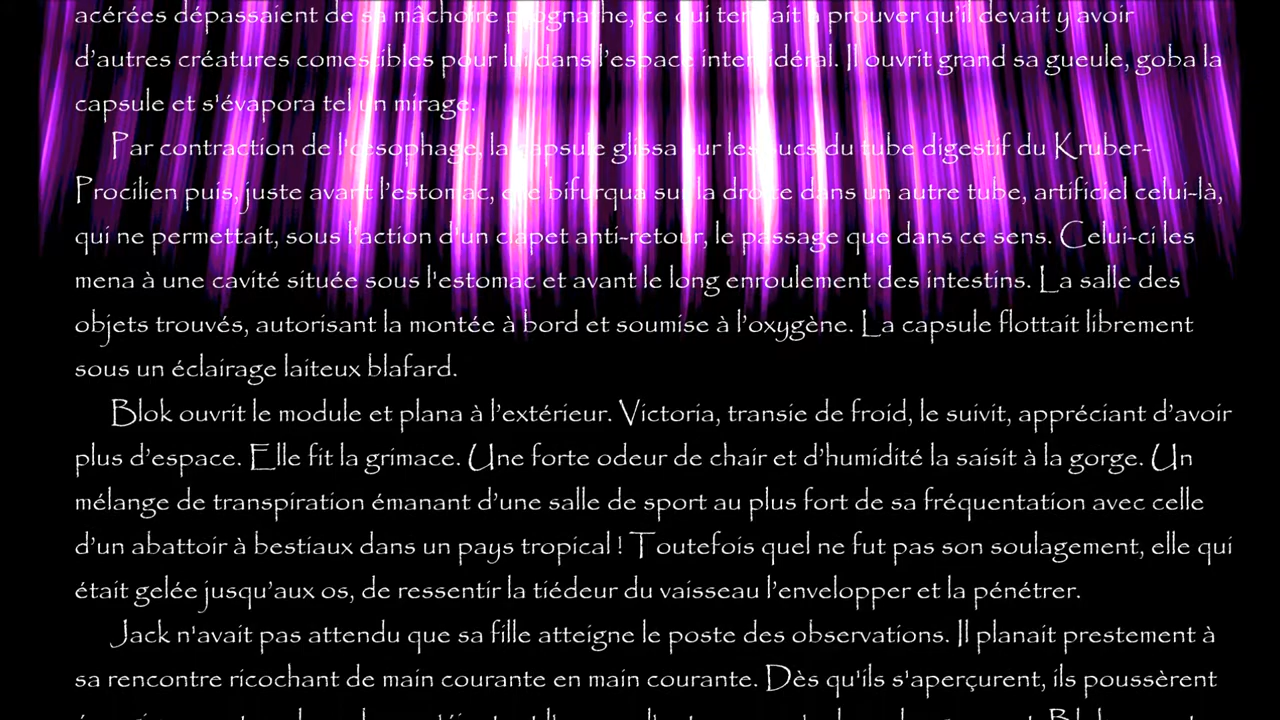 acérées dépassaient de sa mâchoire prognathe, ce qui tendait à prouver qu'il devait y avoir
d'autres créatures comestibles pour lui dans l'espace intersidéral. Il ouvrit grand sa gueule, goba la
capsule et s'évapora tel un mirage.
Par contraction de l'œsophage, la capsule glissa sur les sucs du tube digestif du Kruber-
Procilien puis, juste avant l'estomac, elle bifurqua sur la droite dans un autre tube, artificiel celui-là,
qui ne permettait, sous l'action d'un clapet anti-retour, le passage que dans ce sens. Celui-ci les
mena à une cavité située sous l'estomac et avant le long enroulement des intestins. La salle des
objets trouvés, autorisant la montée à bord et soumise à l'oxygène. La capsule flottait librement
sous un éclairage laiteux blafard.
Blok ouvrit le module et plana à l'extérieur. Victoria, transie de froid, le suivit, appréciant d'avoir
plus d'espace. Elle fit la grimace. Une forte odeur de chair et d'humidité la saisit à la gorge. Un
mélange de transpiration émanant d'une salle de sport au plus fort de sa fréquentation avec celle
d'un abattoir à bestiaux dans un pays tropical ! Toutefois quel ne fut pas son soulagement, elle qui
était gelée jusqu'aux os, de ressentir la tiédeur du vaisseau l'envelopper et la pénétrer.
Jack n'avait pas attendu que sa fille atteigne le poste des observations. Il planait prestement à
sa rencontre ricochant de main courante en main courante. Dès qu'ils s'aperçurent, ils poussèrent